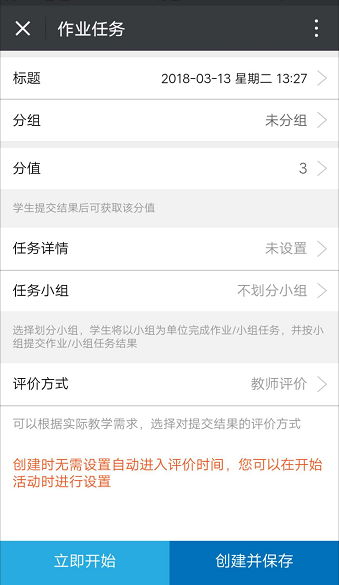 作业任务
标题 2018-03-13 星期二 13:27
分组 未分组
分值 3
学生提交结果后可获取该分值
任务详情 未设置
任务小组 不划分小组
选择划分小组，学生将以小组为单位完成作业/小组任务，并按小
组提交作业/小组任务结果
评价方式 教师评价
可以根据实际教学需求，选择对提交结果的评价方式
创建时无需设置自动进入评价时间，您可以在开始
活动时进行设置
立即开始 创建并保存